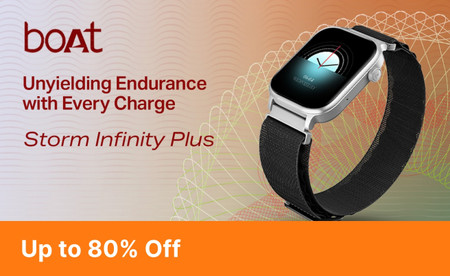 boAt
Unyielding Endurance
with Every Charge
Storm Infinity Plus
Up to 80% Off